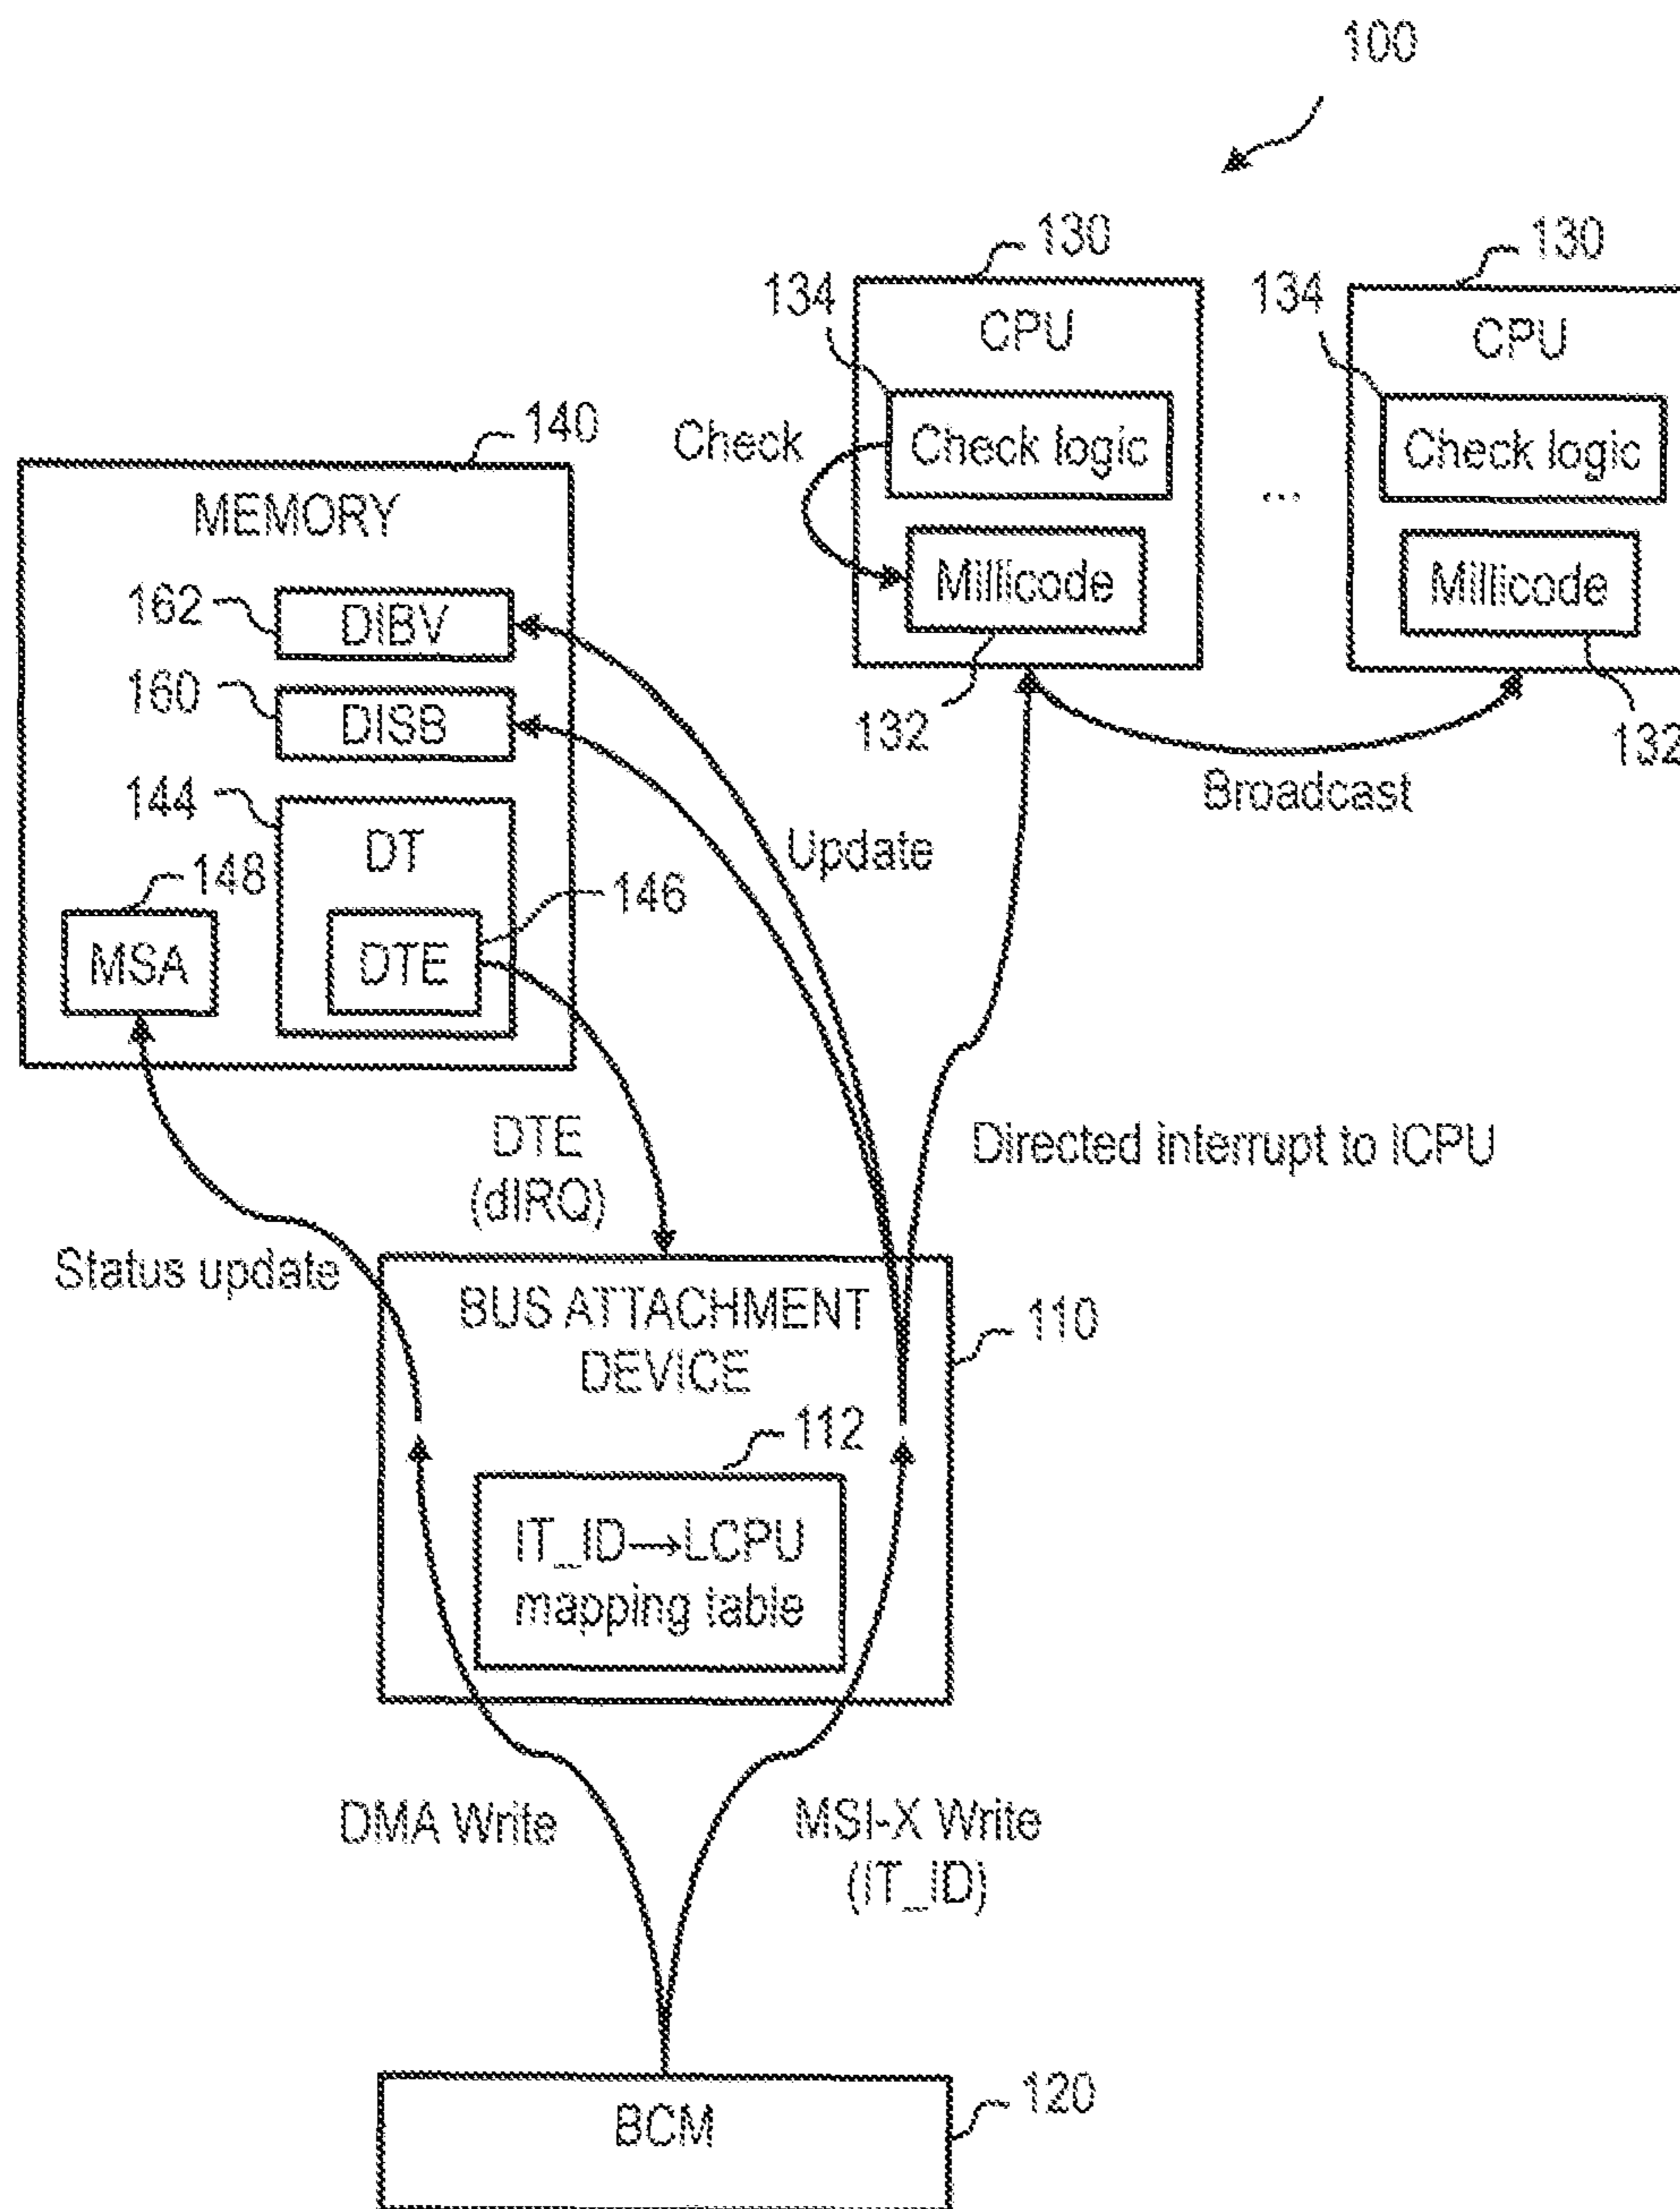 100
130
130
134
134
CPU
CPU
Check
Check logic
Check logic
...
Millicode
Millicode
132
132
Broadcast
140
MEMORY
162
DIBV
160
DISB
144
DT
148
146
MSA
DTE
Update
DTE
(dIRQ)
Directed interrupt to ICPU
Status update
BUS ATTACHMENT
DEVICE
110
112
IT_ID→LCPU
mapping table
DMA Write
MSI-X Write
(IT_ID)
BCM
120